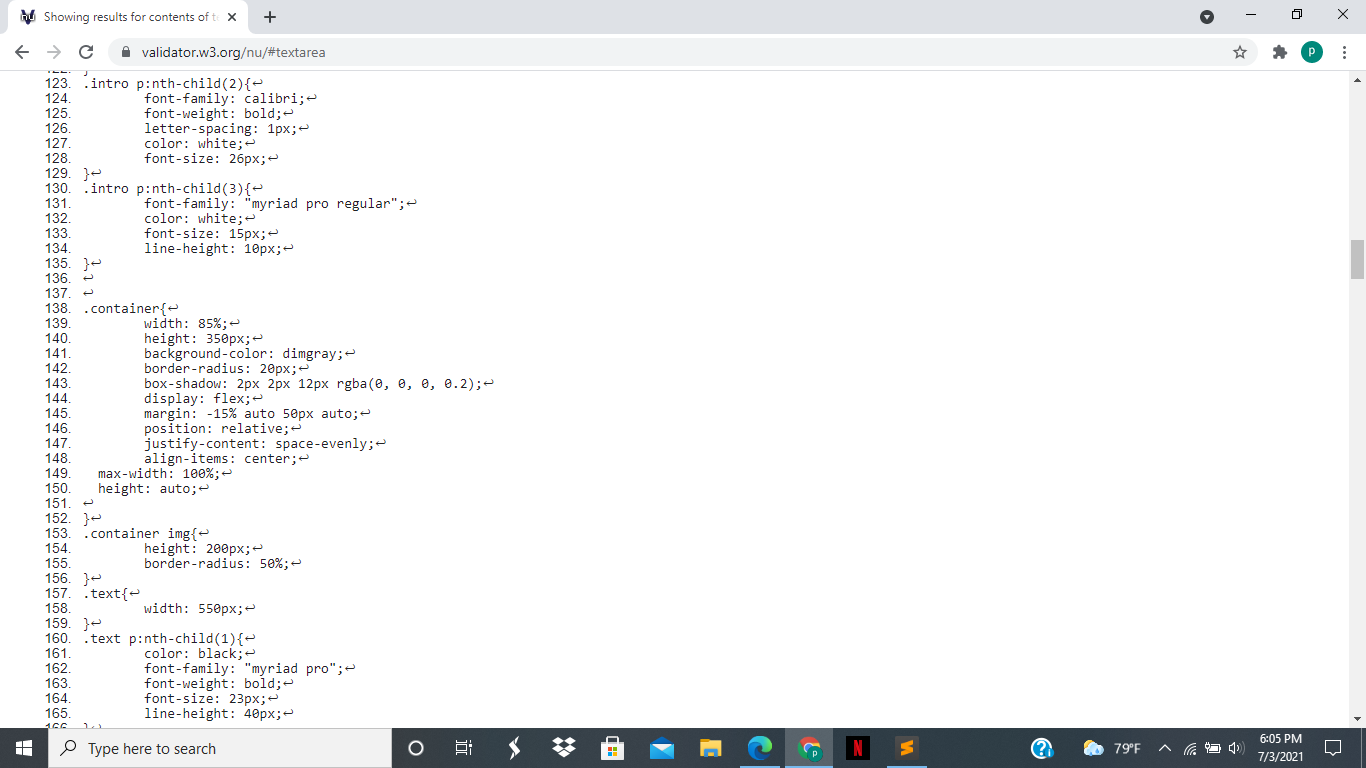 Showing results for contents of t
validator.w3.org/nu/#textarea
P
122. }
123. .intro p:nth-child(2){↩
124. font-family: calibri;↩
125. font-weight: bold;↩
126. letter-spacing: 1px;↩
127. color: white;↩
128. font-size: 26px;↩
129. }↩
130. .intro p:nth-child(3){↩
131. font-family: "myriad pro regular";↩
132. color: white;↩
133. font-size: 15px;↩
134. line-height: 10px;↩
135. }↩
136. ↩
137. ↩
138. .container{↩
139. width: 85%;↩
140. height: 350px;↩
141. background-color: dimgray;↩
142. border-radius: 20px;↩
143. box-shadow: 2px 2px 12px rgba(0, 0, 0, 0.2);↩
144. display: flex;↩
145. margin: -15% auto 50px auto;↩
146. position: relative;↩
147. justify-content: space-evenly;↩
148. align-items: center;↩
149. max-width: 100%;↩
150. height: auto;↩
151. ↩
152. }↩
153. .container img{↩
154. height: 200px;↩
155. border-radius: 50%;↩
156. }↩
157. .text{↩
158. width: 550px;↩
159. }↩
160. .text p:nth-child(1){↩
161. color: black;↩
162. font-family: "myriad pro";↩
163. font-weight: bold;↩
164. font-size: 23px;↩
165. line-height: 40px;↩
166. }↩
Type here to search
N
79°F
6:05 PM
7/3/2021